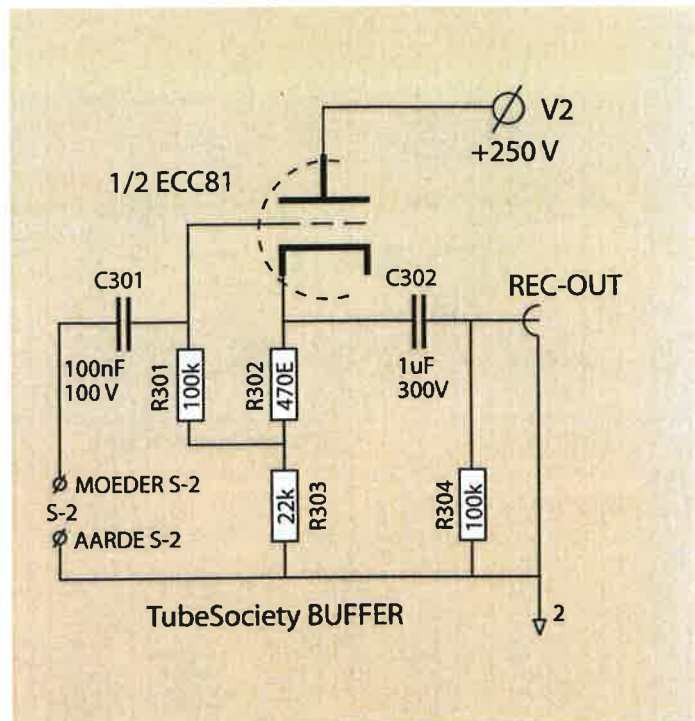 V2
+250 V
1/2 ECC81
C301
C302
REC-OUT
100nF
100 V
R301
100k
R302
470E
1uF
300V
MOEDER S-2
S-2
AARDE S-2
22k
R303
R304
100k
TubeSociety BUFFER
2